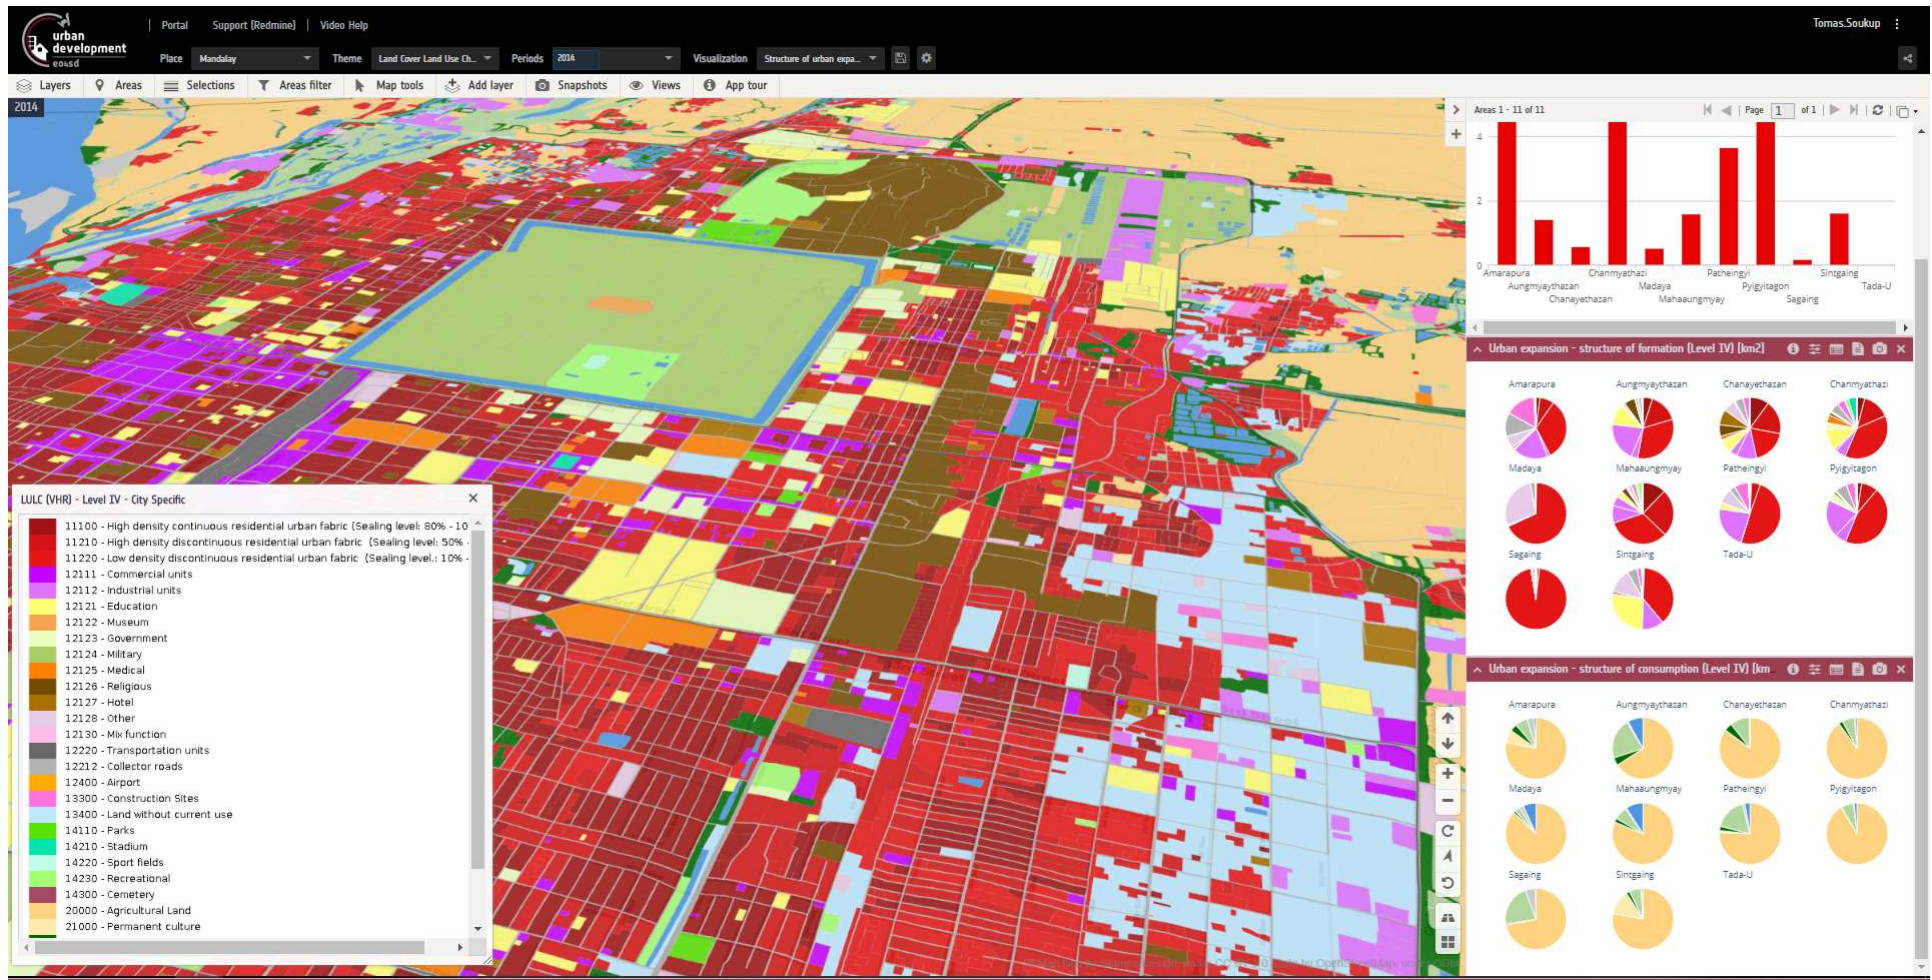 urban
development
eo4sd
Portal
Support (Redmine)
Video Help
Tomas.Soukup
Place
Mandalay
Theme
Land Cover Land Use Ch...
Periods
2014
Visualization
Structure of urban expa...
Layers
Areas
Selections
Areas filter
Map tools
Add layer
Snapshots
Views
App tour
2014
Areas 1 - 11 of 11
Page 1 of 1
4
2
0
Amarapura
Chanmyathazi
Patheingyi
Sintgaing
Aungmyaythazan
Madaya
Pyigyitagon
Tada-U
Chanayethazan
Mahaaungmyay
Sagaing
Urban expansion - structure of formation (Level IV) [km2]
Amarapura
Aungmyaythazan
Chanayethazan
Chanmyathazi
Madaya
Mahaaungmyay
Patheingyi
Pyigyitagon
Sagaing
Sintgaing
Tada-U
Urban expansion - structure of consumption (Level IV) [km
Amarapura
Aungmyaythazan
Chanayethazan
Chanmyathazi
Madaya
Mahaaungmyay
Patheingyi
Pyigyitagon
Sagaing
Sintgaing
Tada-U
LULC (VHR) - Level IV - City Specific
11100 - High density continuous residential urban fabric (Sealing level: 80% - 10
11210 - High density discontinuous residential urban fabric (Sealing level: 50% -
11220 - Low density discontinuous residential urban fabric (Sealing level.: 10% -
12111 - Commercial units
12112 - Industrial units
12121 - Education
12122 - Museum
12123 - Government
12124 - Military
12125 - Medical
12126 - Religious
12127 - Hotel
12128 - Other
12130 - Mix function
12220 - Transportation units
12212 - Collector roads
12400 - Airport
13300 - Construction Sites
13400 - Land without current use
14110 - Parks
14210 - Stadium
14220 - Sport fields
14230 - Recreational
14300 - Cemetery
20000 - Agricultural Land
21000 - Permanent culture